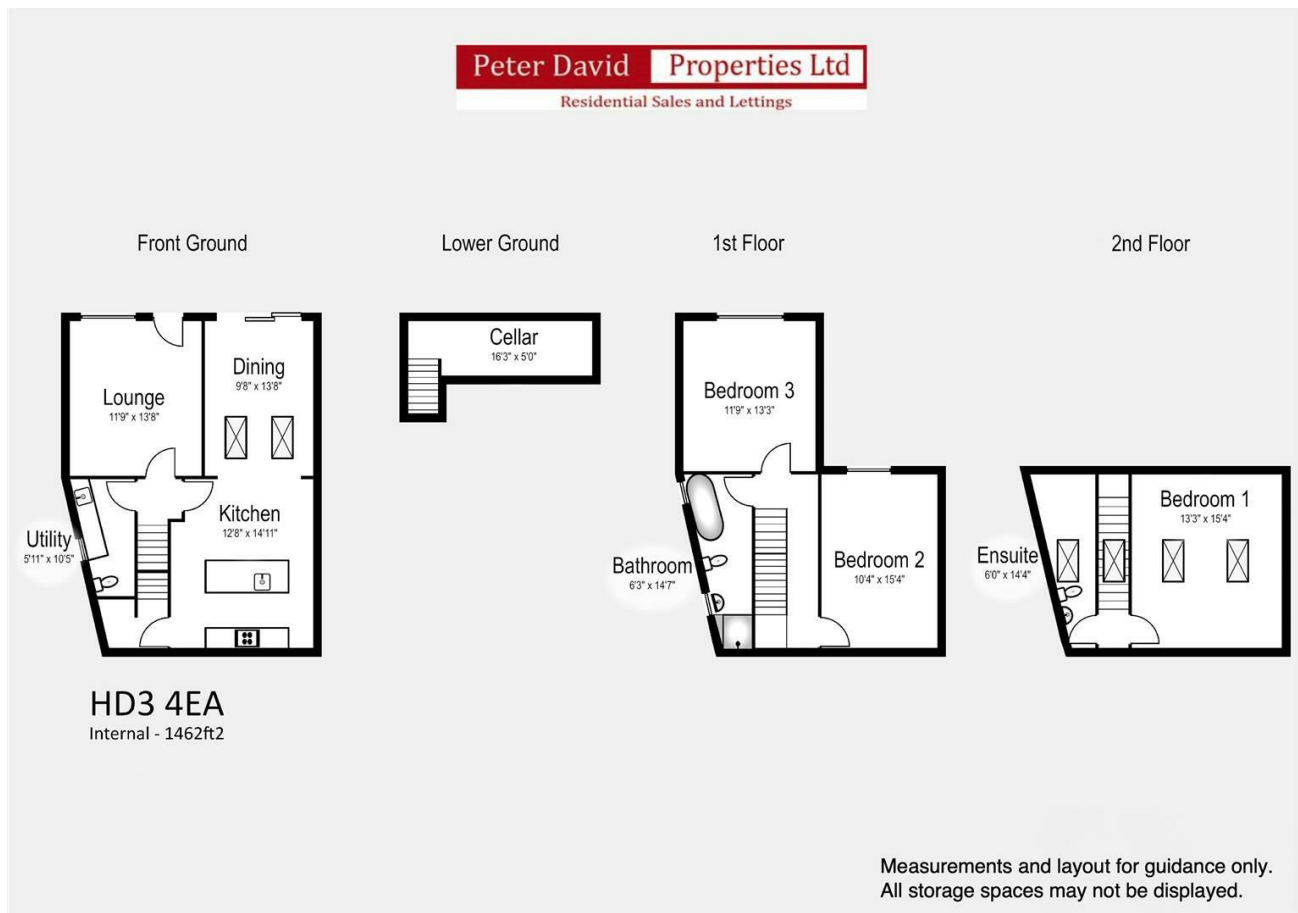 Peter David Properties Ltd
Residential Sales and Lettings
Front Ground
Lower Ground
1st Floor
2nd Floor
Lounge
11'9" x 13'8"
Dining
9'8" x 13'8"
Kitchen
12'8" x 14'11"
Utility
5'11" x 10'5"
Cellar
16'3" x 5'0"
Bedroom 3
11'9" x 13'3"
Bathroom
6'3" x 14'7"
Bedroom 2
10'4" x 15'4"
Ensuite
6'0" x 14'4"
Bedroom 1
13'3" x 15'4"
HD3 4EA
Internal - 1462ft2
Measurements and layout for guidance only.
All storage spaces may not be displayed.